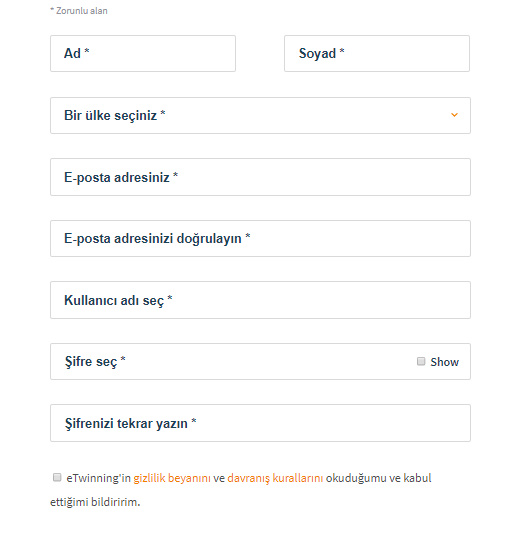 * Zorunlu alan
Ad * Soyad *
Bir ülke seçiniz *
E-posta adresiniz *
E-posta adresinizi doğrulayın *
Kullanıcı adı seç *
Şifre seç * Show
Şifrenizi tekrar yazın *
eTwinning'in gizlilik beyanını ve davranış kurallarını okuduğumu ve kabul
ettiğimi bildiririm.